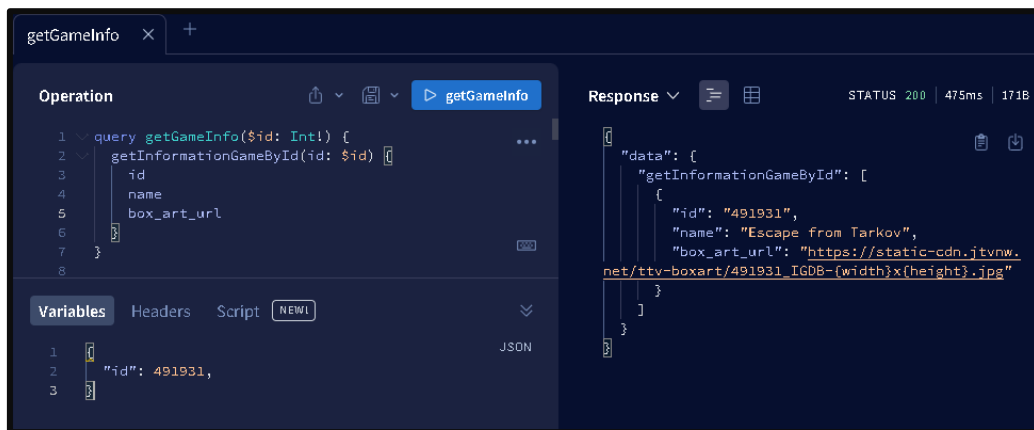 getGameInfo
Operation
getGameInfo
1 query getGameInfo($id: Int!) {
2 getInformationGameById(id: $id) {
3 id
4 name
5 box_art_url
6 }
7 }
8
Variables Headers Script NEW!
JSON
1 {
2 "id": 491931,
3 }
Response STATUS 200 475ms 171B
{
"data": {
"getInformationGameById": [
{
"id": "491931",
"name": "Escape from Tarkov",
"box_art_url": "https://static-cdn.jtvnw.
net/ttv-boxart/491931_IGDB-{width}x{height}.jpg"
}
]
}
}